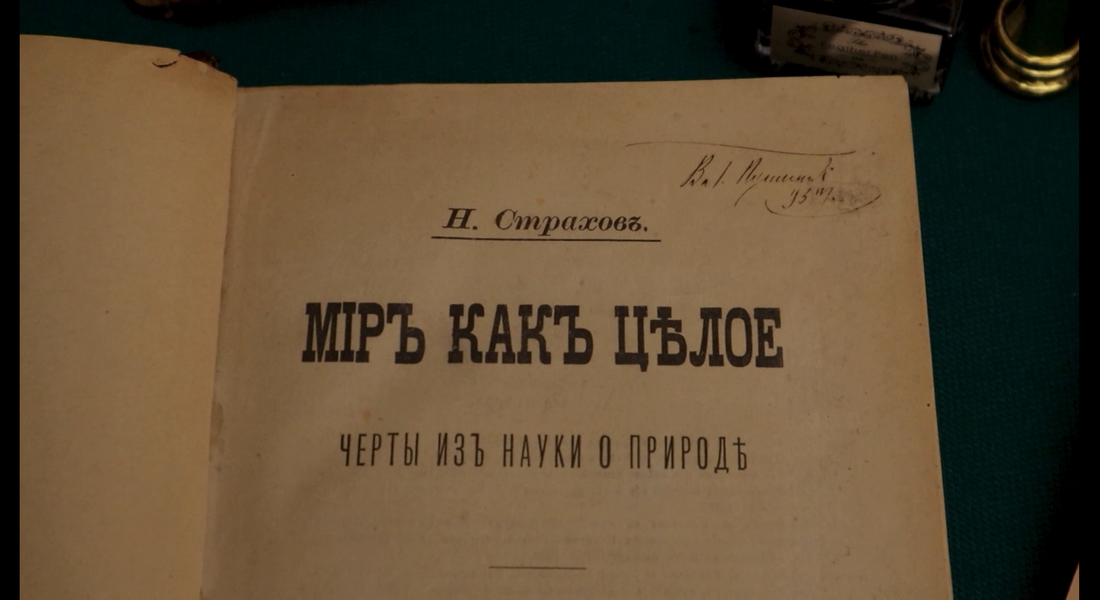 Н. Страховъ.
МІРЪ КАКЪ ЦѢЛОЕ
ЧЕРТЫ ИЗЪ НАУКИ О ПРИРОДѢ